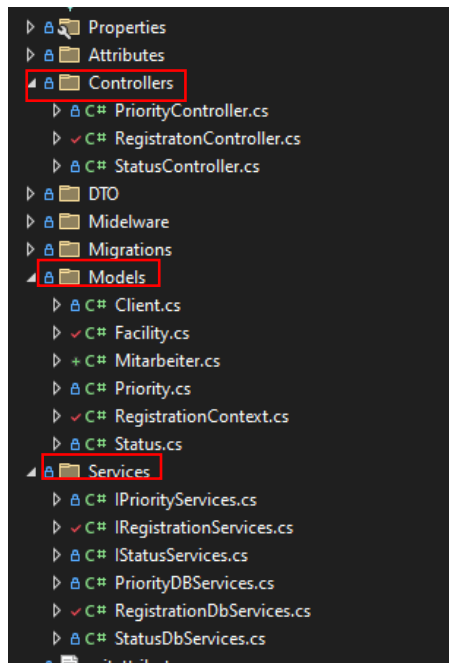 Properties
Attributes
Controllers
C# PriorityController.cs
C# RegistratonController.cs
C# StatusController.cs
DTO
Midelware
Migrations
Models
C# Client.cs
C# Facility.cs
C# Mitarbeiter.cs
C# Priority.cs
C# RegistrationContext.cs
C# Status.cs
Services
C# IPriorityServices.cs
C# IRegistrationServices.cs
C# IStatusServices.cs
C# PriorityDBServices.cs
C# RegistrationDbServices.cs
C# StatusDbServices.cs